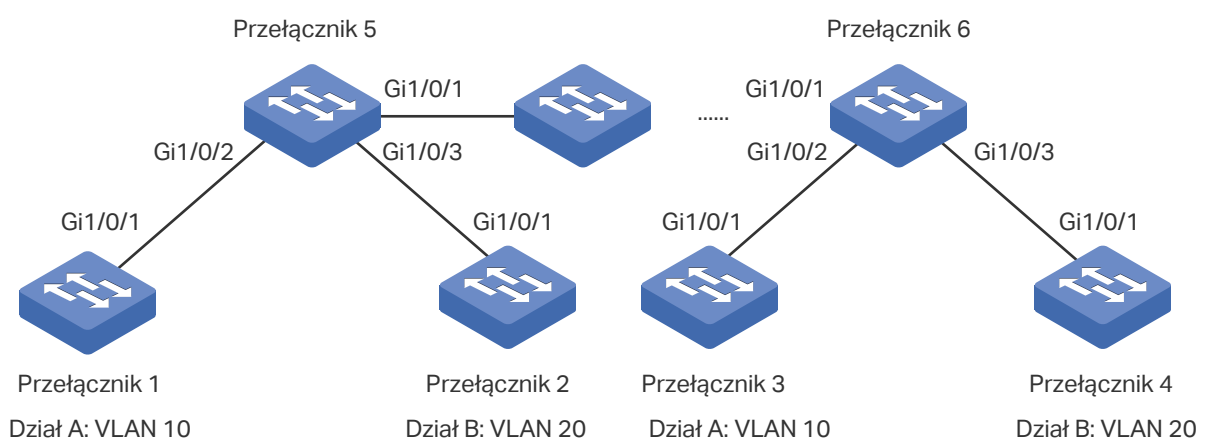 Przełącznik 5
Przełącznik 6
Gi1/0/1
Gi1/0/1
......
Gi1/0/2
Gi1/0/3
Gi1/0/2
Gi1/0/3
Gi1/0/1
Gi1/0/1
Gi1/0/1
Gi1/0/1
Przełącznik 1
Przełącznik 2
Przełącznik 3
Przełącznik 4
Dział A: VLAN 10
Dział B: VLAN 20
Dział A: VLAN 10
Dział B: VLAN 20